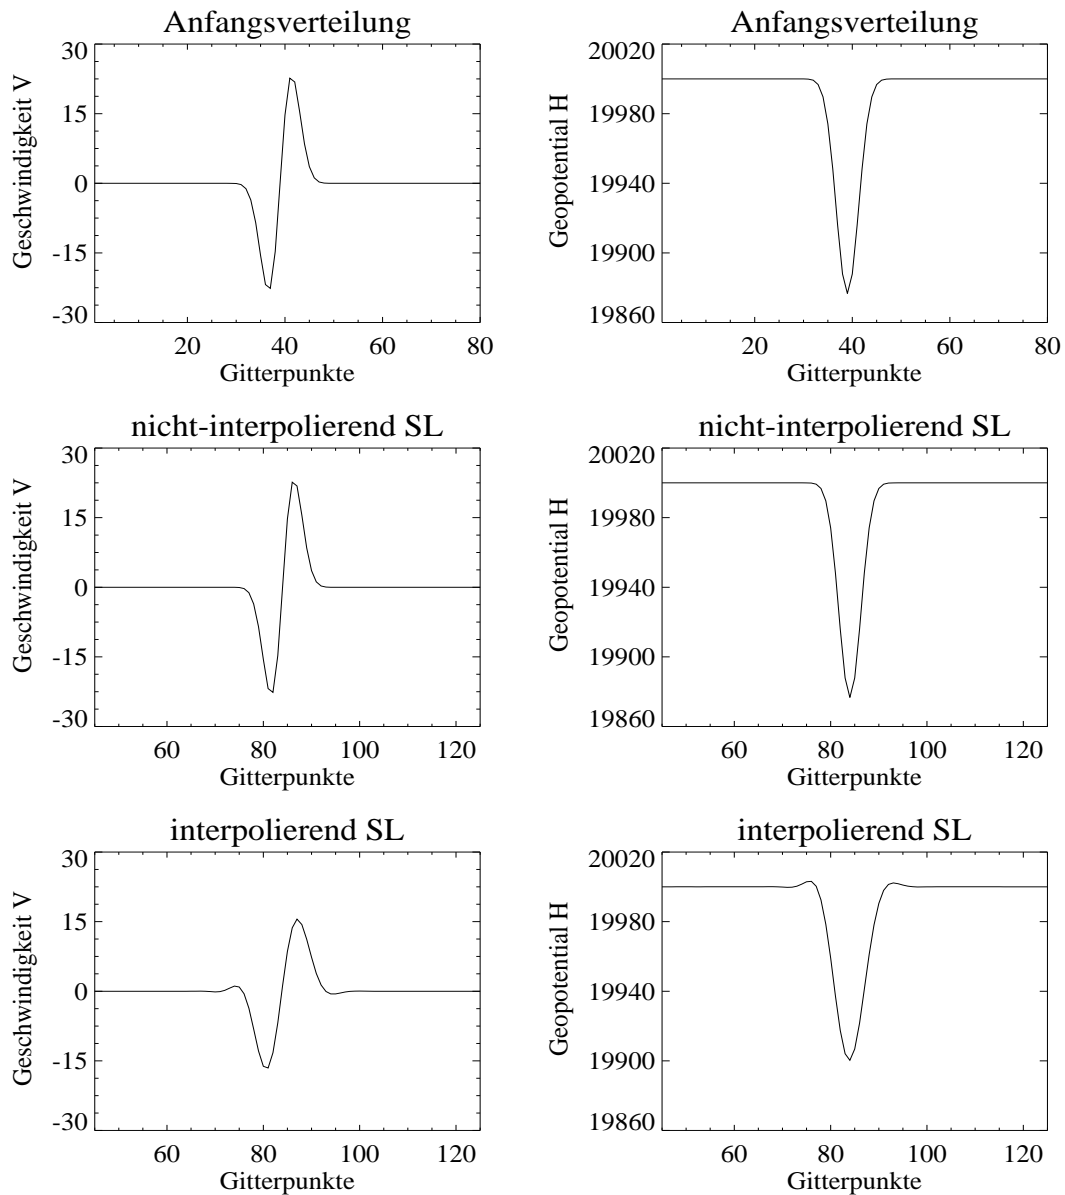 Anfangsverteilung
Geschwindigkeit V
30
15
0
-15
-30
20 40 60 80
Gitterpunkte
Anfangsverteilung
Geopotential H
20020
19980
19940
19900
19860
20 40 60 80
Gitterpunkte
nicht-interpolierend SL
Geschwindigkeit V
30
15
0
-15
-30
60 80 100 120
Gitterpunkte
nicht-interpolierend SL
Geopotential H
20020
19980
19940
19900
19860
60 80 100 120
Gitterpunkte
interpolierend SL
Geschwindigkeit V
30
15
0
-15
-30
60 80 100 120
Gitterpunkte
interpolierend SL
Geopotential H
20020
19980
19940
19900
19860
60 80 100 120
Gitterpunkte